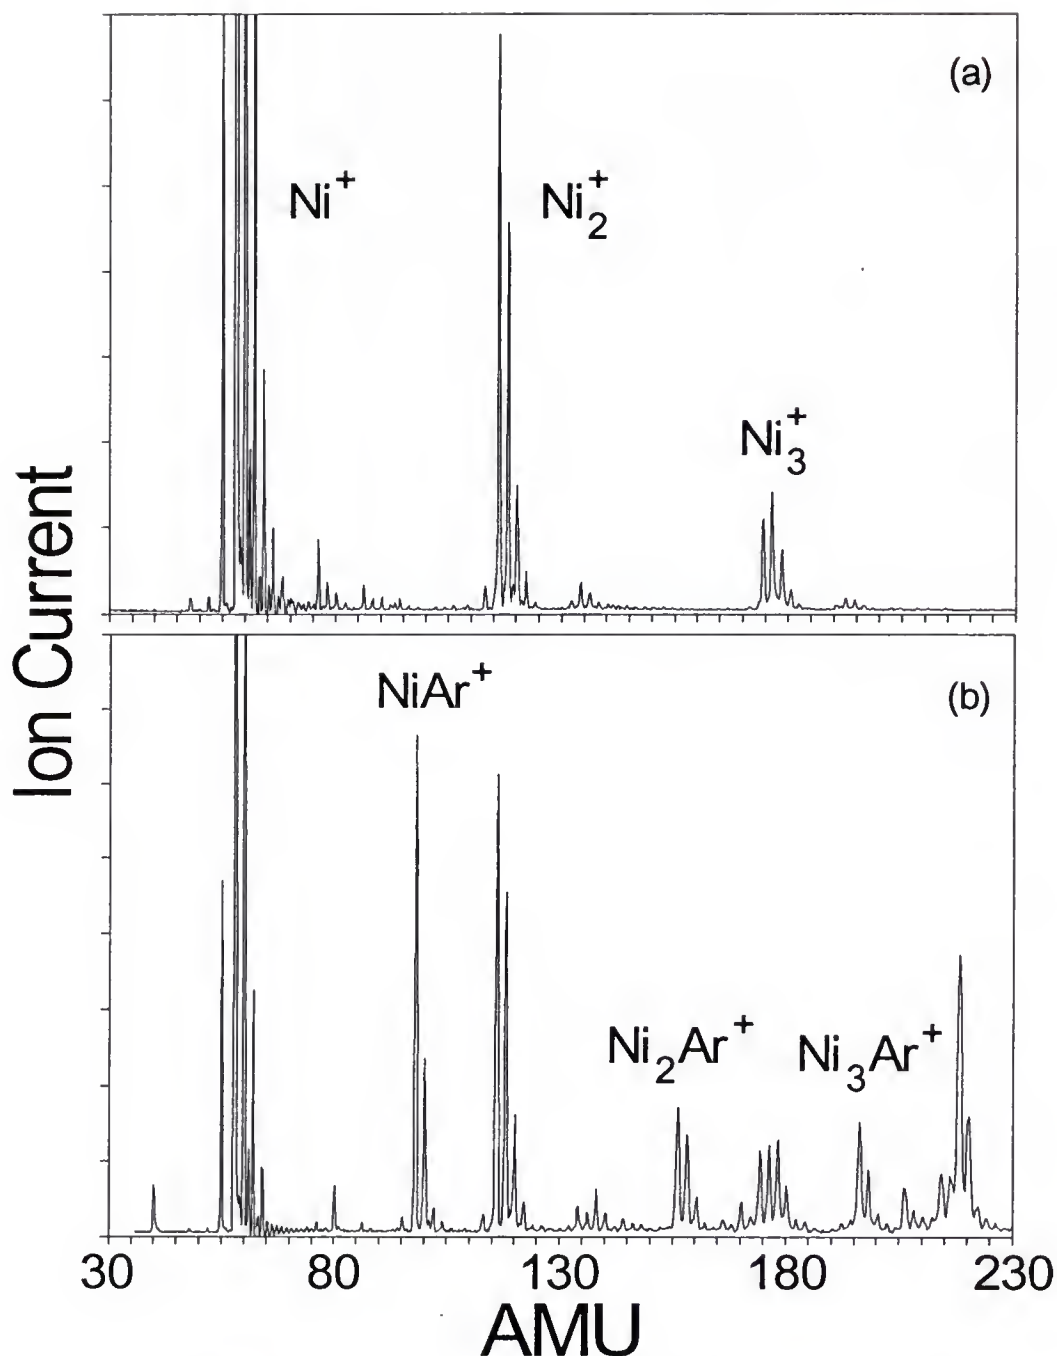 (a)
Ni⁺
Ni₂⁺
Ni₃⁺
Ion Current
NiAr⁺
(b)
Ni₂Ar⁺
Ni₃Ar⁺
30 80 130 180 230
AMU